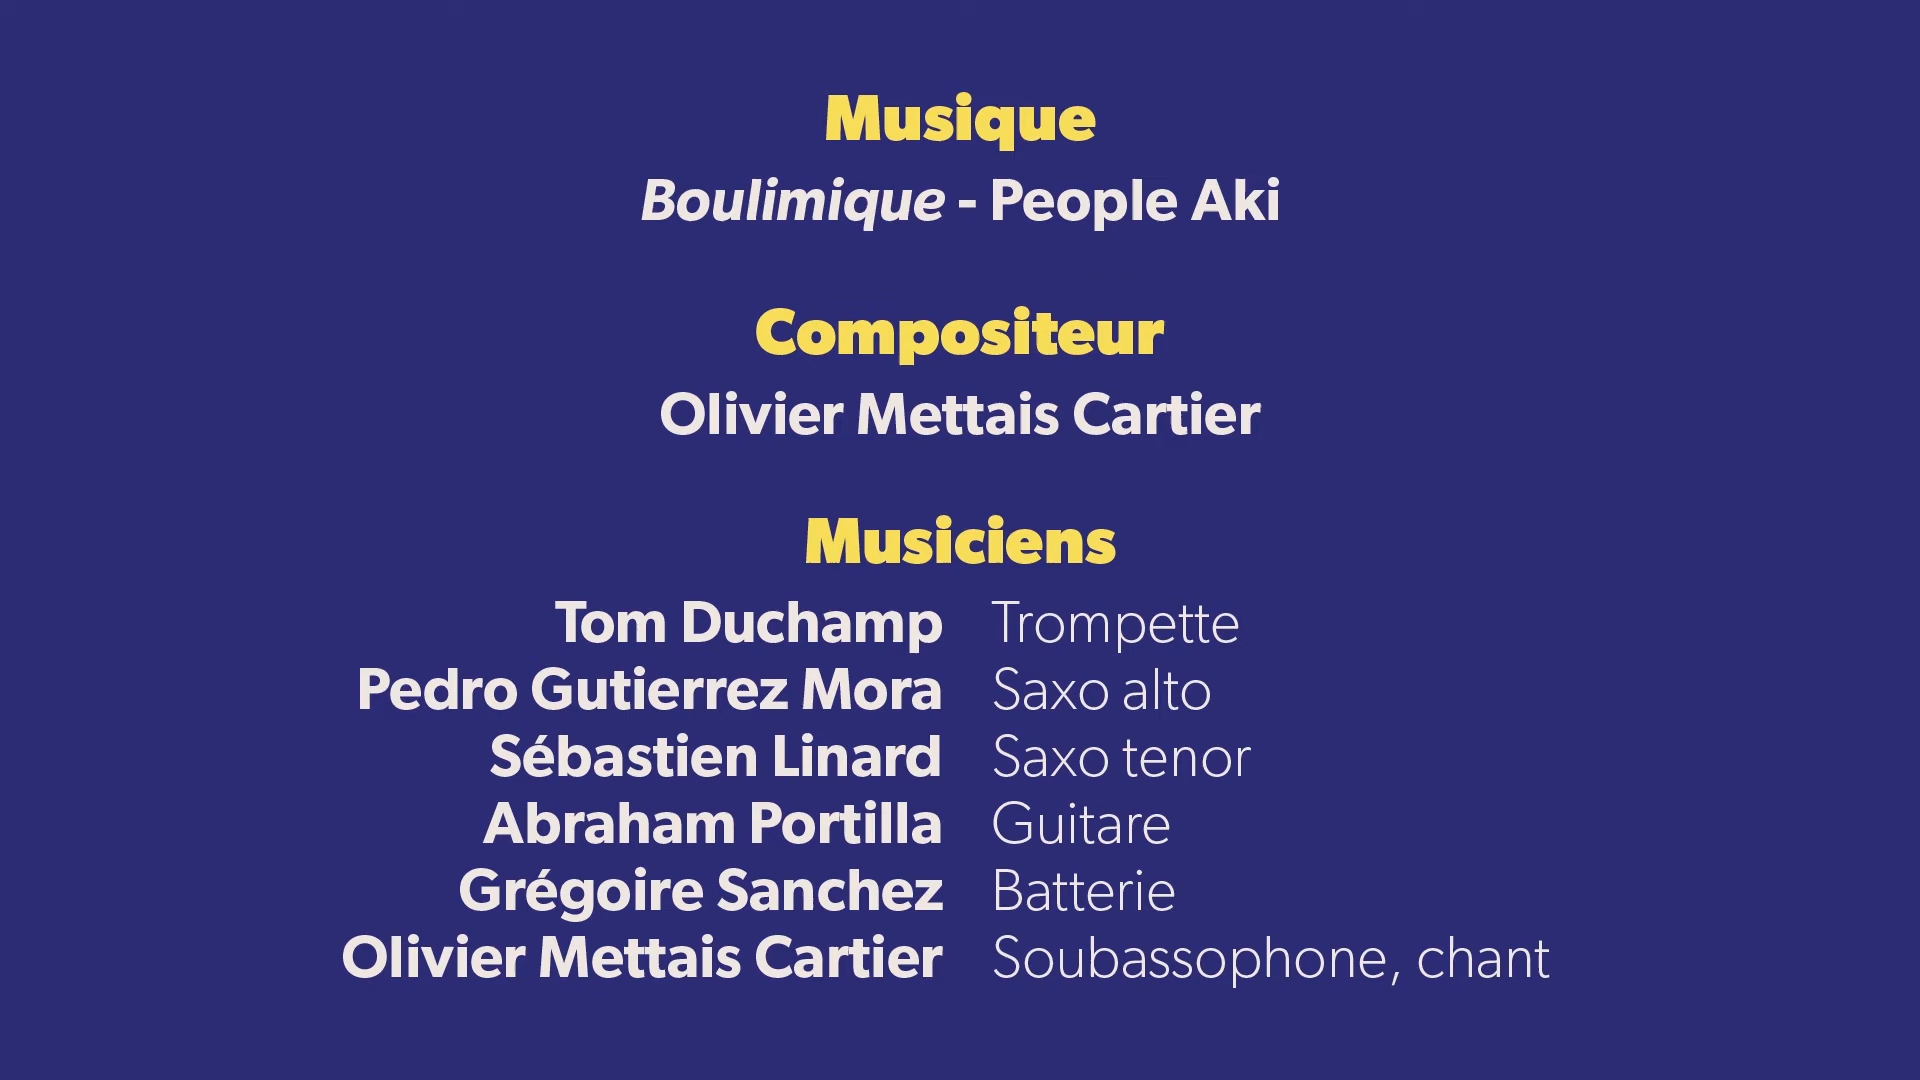 Musique
Boulimique - People Aki
Compositeur
Olivier Mettais Cartier
Musiciens
Tom Duchamp Trompette
Pedro Gutierrez Mora Saxo alto
Sébastien Linard Saxo tenor
Abraham Portilla Guitare
Grégoire Sanchez Batterie
Olivier Mettais Cartier Soubassophone, chant